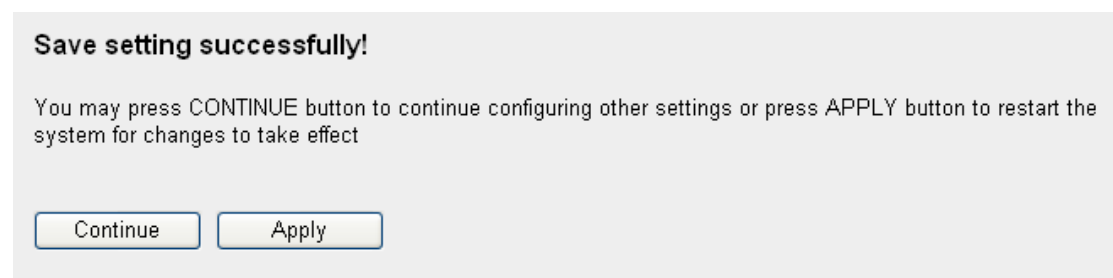 Save setting successfully!
You may press CONTINUE button to continue configuring other settings or press APPLY button to restart the
system for changes to take effect
Continue Apply